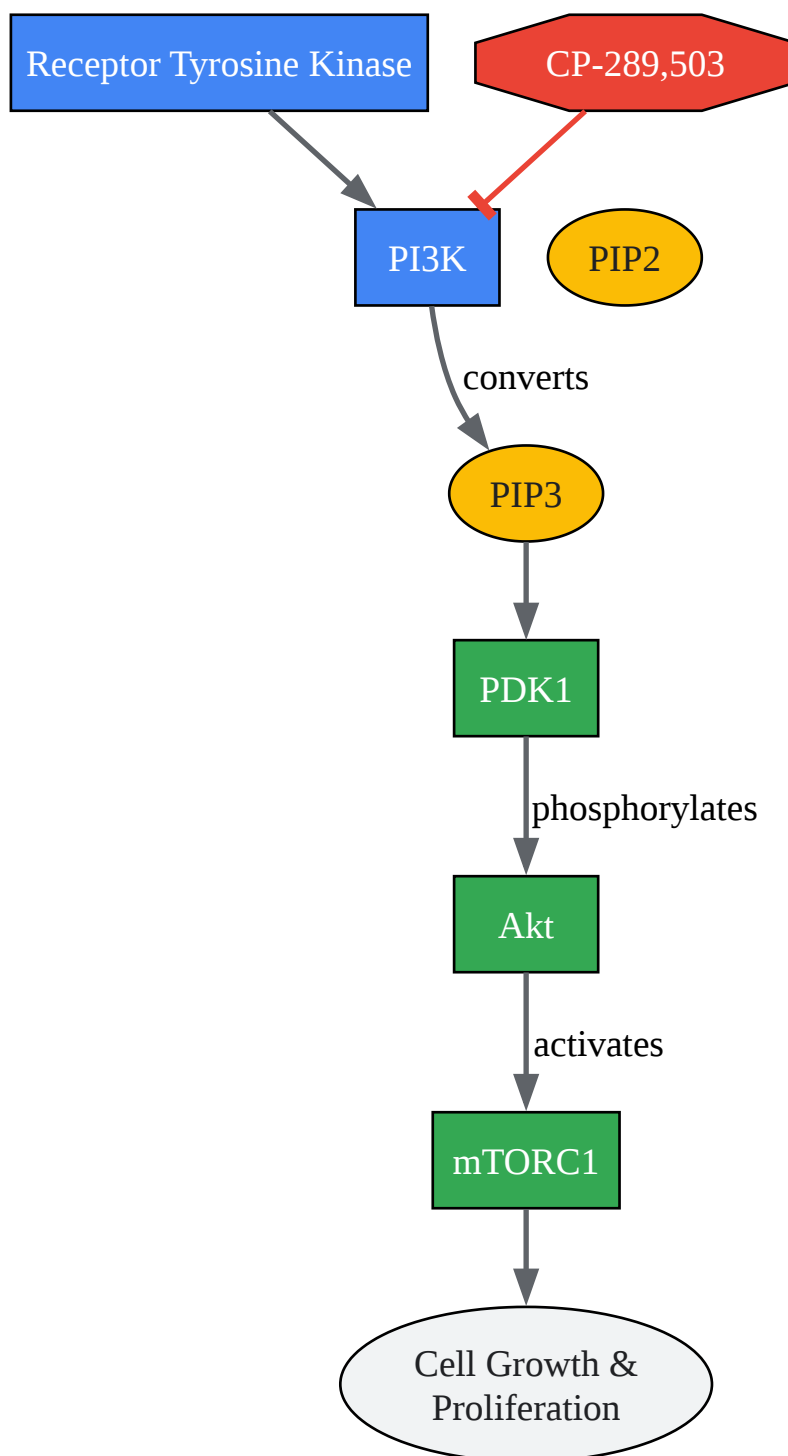 Receptor Tyrosine Kinase
CP-289,503
PI3K
PIP2
converts
PIP3
PDK1
phosphorylates
Akt
activates
mTORC1
Cell Growth &
Proliferation